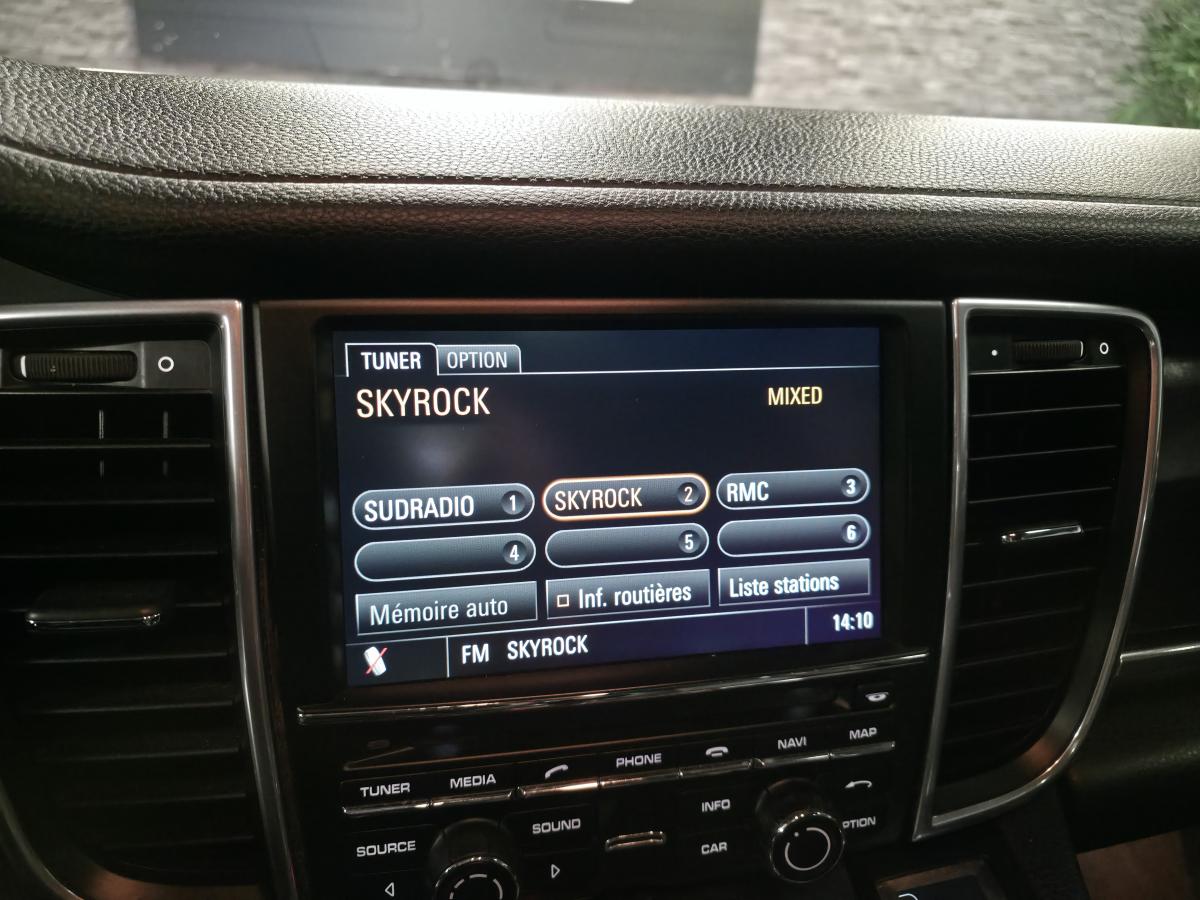 TUNER OPTION
SKYROCK MIXED
SUDRADIO 1 SKYROCK 2 RMC 3
4 5 6
Mémoire auto Inf. routières Liste stations
FM SKYROCK 14:10
TUNER MEDIA PHONE NAVI MAP
SOURCE SOUND INFO PTION
CAR